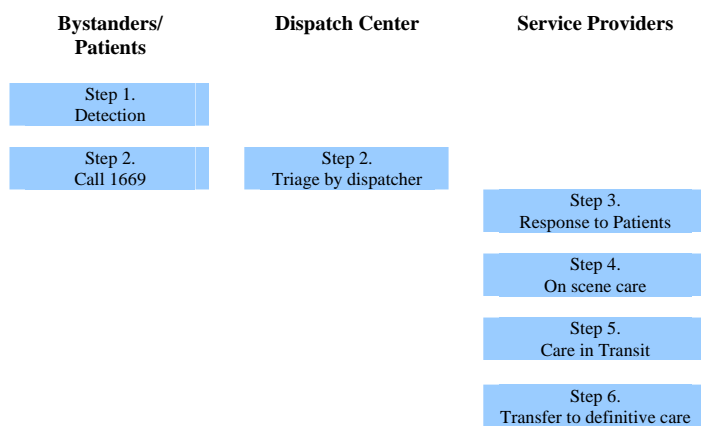 Bystanders/
Patients
Dispatch Center
Service Providers
Step 1.
Detection
Step 2.
Call 1669
Step 2.
Triage by dispatcher
Step 3.
Response to Patients
Step 4.
On scene care
Step 5.
Care in Transit
Step 6.
Transfer to definitive care